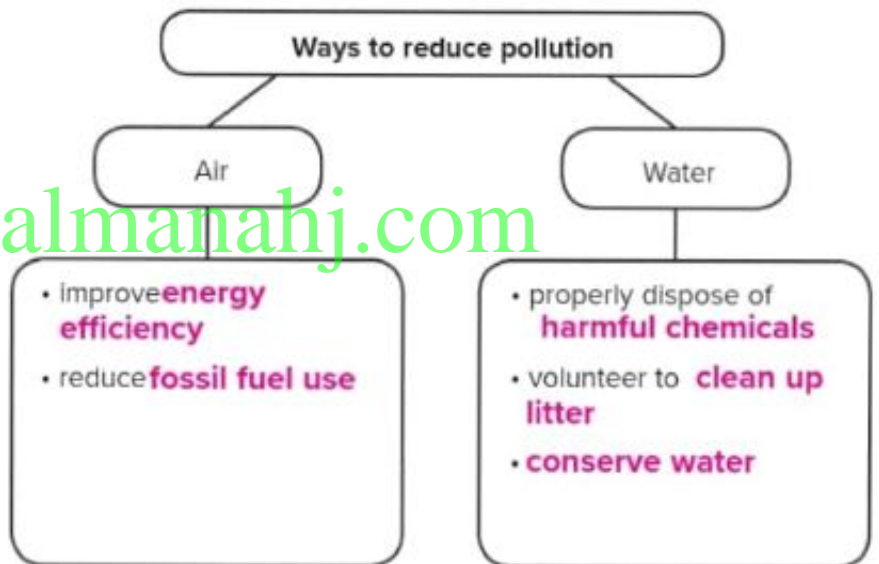 Ways to reduce pollution
Air
Water
almanahj.com
• improve energy
efficiency
• reduce fossil fuel use
• properly dispose of
harmful chemicals
• volunteer to clean up
litter
• conserve water